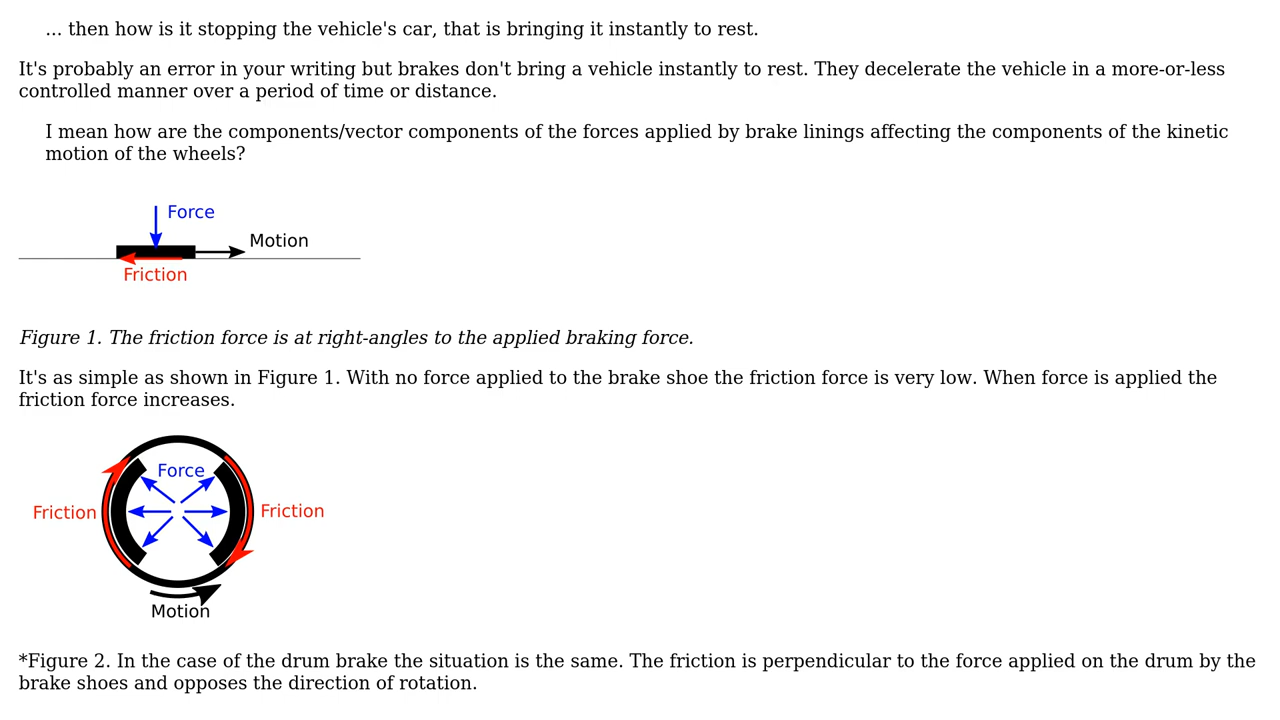 ... then how is it stopping the vehicle's car, that is bringing it instantly to rest.
It's probably an error in your writing but brakes don't bring a vehicle instantly to rest. They decelerate the vehicle in a more-or-less
controlled manner over a period of time or distance.
I mean how are the components/vector components of the forces applied by brake linings affecting the components of the kinetic
motion of the wheels?
Force
Motion
Friction
Figure 1. The friction force is at right-angles to the applied braking force.
It's as simple as shown in Figure 1. With no force applied to the brake shoe the friction force is very low. When force is applied the
friction force increases.
Force
Friction
Friction
Motion
*Figure 2. In the case of the drum brake the situation is the same. The friction is perpendicular to the force applied on the drum by the
brake shoes and opposes the direction of rotation.